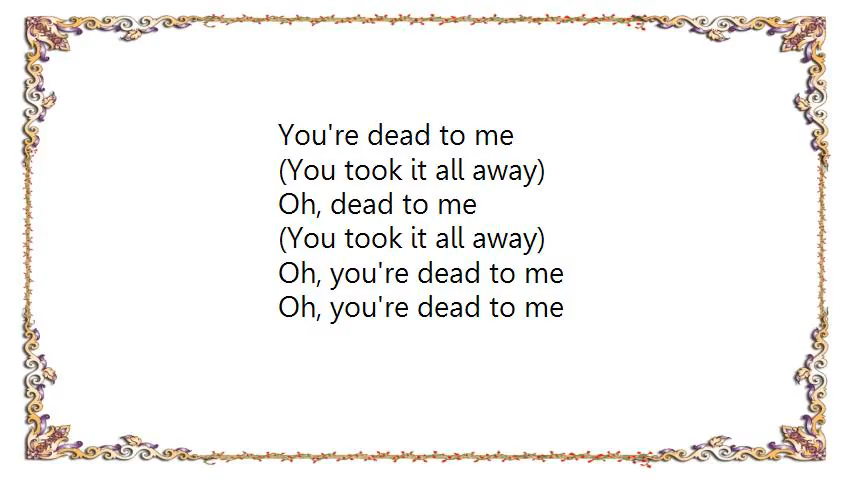 You're dead to me
(You took it all away)
Oh, dead to me
(You took it all away)
Oh, you're dead to me
Oh, you're dead to me